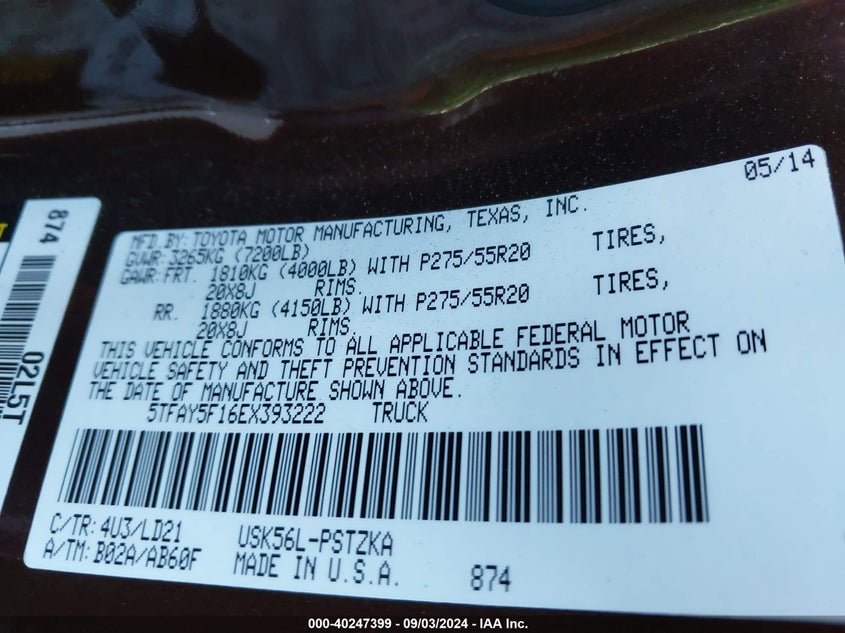 05/14
MFD.BY: TOYOTA MOTOR MANUFACTURING, TEXAS, INC.
GVWR: 3265KG (7200LB)
GAWR: FRT. 1810KG (4000LB) WITH P275/55R20 TIRES,
20X8J RIMS.
RR. 1880KG (4150LB) WITH P275/55R20 TIRES,
20X8J RIMS.
THIS VEHICLE CONFORMS TO ALL APPLICABLE FEDERAL MOTOR
VEHICLE SAFETY AND THEFT PREVENTION STANDARDS IN EFFECT ON
THE DATE OF MANUFACTURE SHOWN ABOVE.
5TFAY5F16EX393222 TRUCK
C/TR: 4U3/LD21 USK56L-PSTZKA
A/TM: B02A/AB60F MADE IN U.S.A. 874
874
02L5T
000-40247399 - 09/03/2024 - IAA Inc.